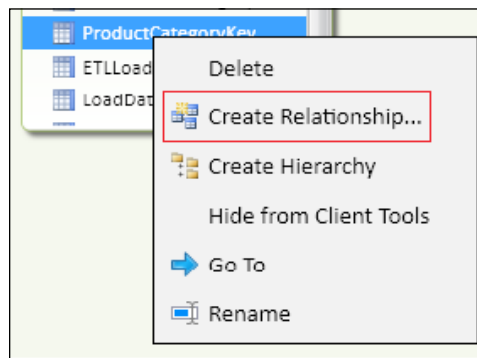 ProductCategoryKey
ETLLoad
LoadDat
Delete
Create Relationship...
Create Hierarchy
Hide from Client Tools
Go To
Rename